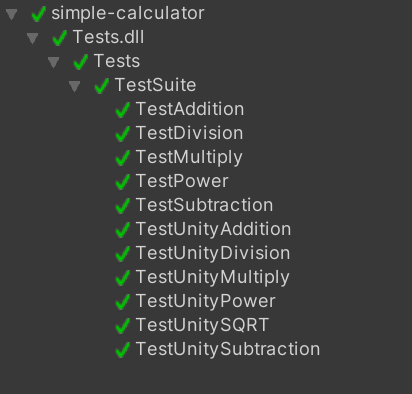 simple-calculator
Tests.dll
Tests
TestSuite
TestAddition
TestDivision
TestMultiply
TestPower
TestSubtraction
TestUnityAddition
TestUnityDivision
TestUnityMultiply
TestUnityPower
TestUnitySQRT
TestUnitySubtraction